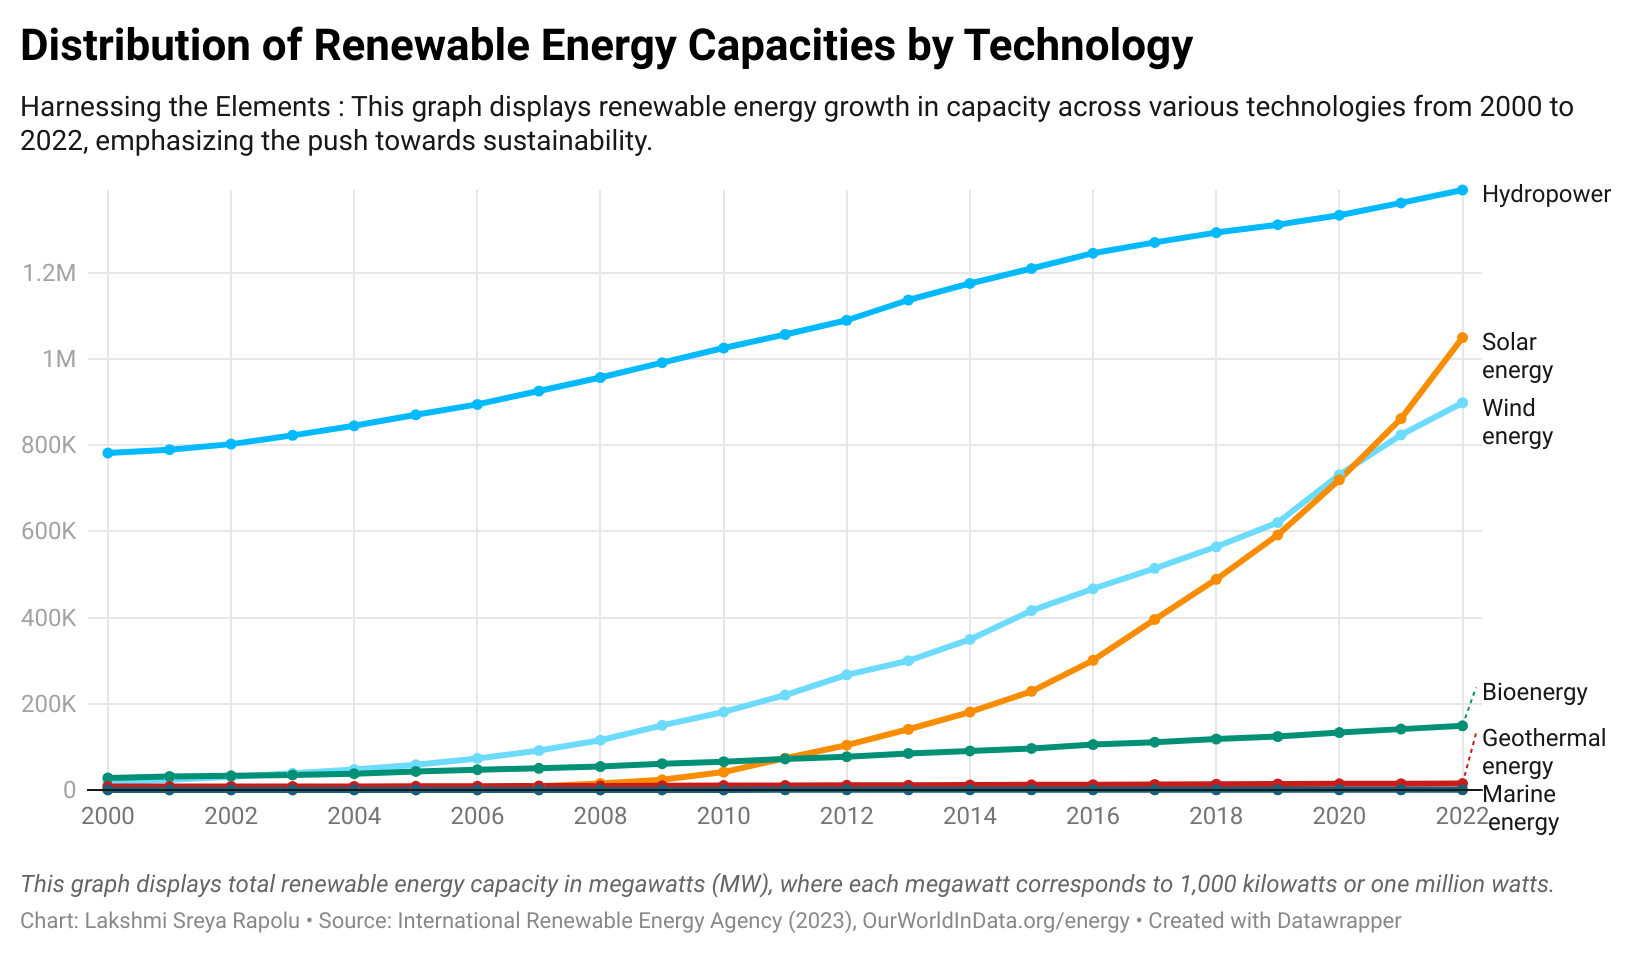 Distribution of Renewable Energy Capacities by Technology
Harnessing the Elements : This graph displays renewable energy growth in capacity across various technologies from 2000 to
2022, emphasizing the push towards sustainability.
Hydropower
1.2M
Solar
energy
1M
Wind
energy
800K
600K
400K
200K
Bioenergy
Geothermal
energy
0
Marine
energy
2000 2002 2004 2006 2008 2010 2012 2014 2016 2018 2020 2022
This graph displays total renewable energy capacity in megawatts (MW), where each megawatt corresponds to 1,000 kilowatts or one million watts.
Chart: Lakshmi Sreya Rapolu • Source: International Renewable Energy Agency (2023), OurWorldInData.org/energy • Created with Datawrapper